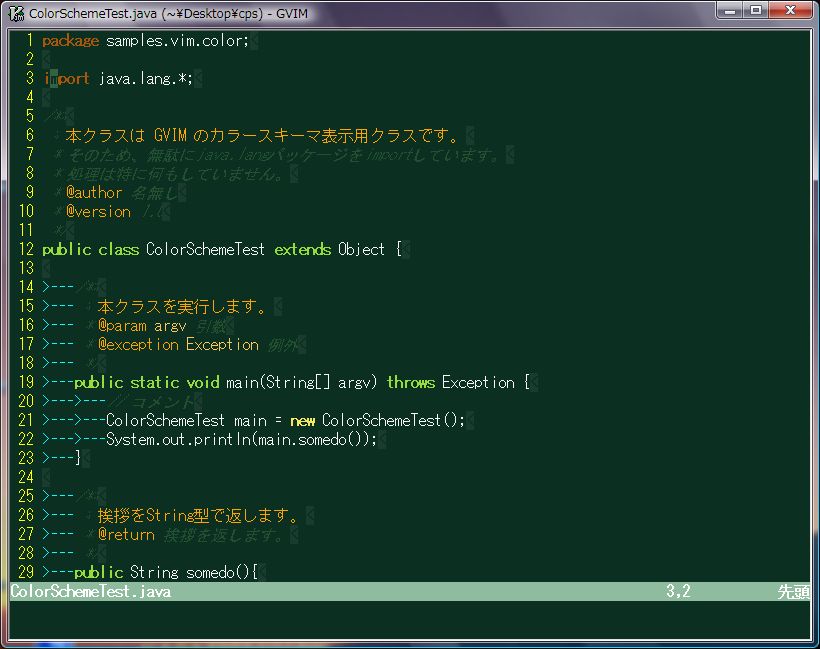 ColorSchemeTest.java (~¥Desktop¥cps) - GVIM
1 package samples.vim.color;<
2 <
3 import java.lang.*;<
4 <
5 /**<
6 * 本クラスは GVIM のカラースキーマ表示用クラスです。<
7 * そのため、無駄にjava.langパッケージをimportしています。<
8 * 処理は特に何もしていません。<
9 * @author 名無し<
10 * @version 1.0<
11 */<
12 public class ColorSchemeTest extends Object {<
13 <
14 >---/**<
15 >--- * 本クラスを実行します。<
16 >--- * @param argv 引数<
17 >--- * @exception Exception 例外<
18 >--- */<
19 >---public static void main(String[] argv) throws Exception {<
20 >--->---//コメント<
21 >--->---ColorSchemeTest main = new ColorSchemeTest();<
22 >--->---System.out.println(main.somedo());<
23 >---}<
24 <
25 >---/**<
26 >--- * 挨拶をString型で返します。<
27 >--- * @return 挨拶を返します。<
28 >--- */<
29 >---public String somedo(){<
ColorSchemeTest.java 3,2 先頭